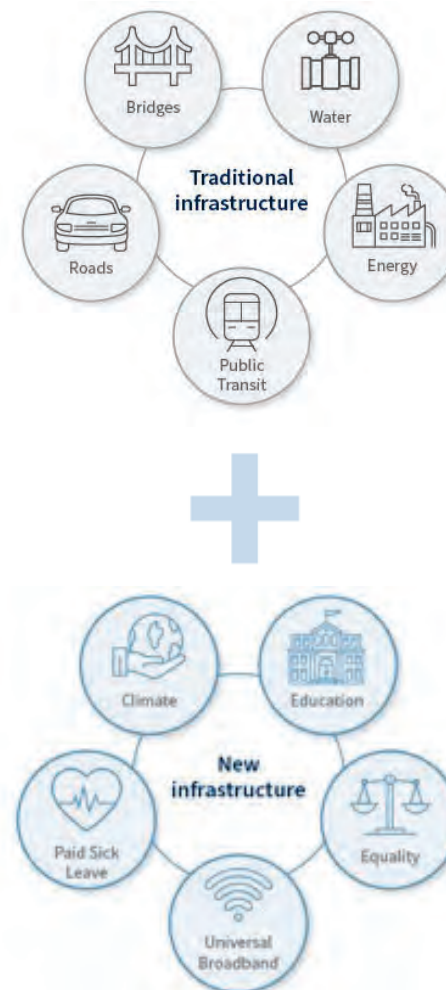 Bridges
Water
Traditional
infrastructure
Roads
Energy
Public
Transit
Climate
Education
New
infrastructure
Paid Sick
Leave
Equality
Universal
Broadband